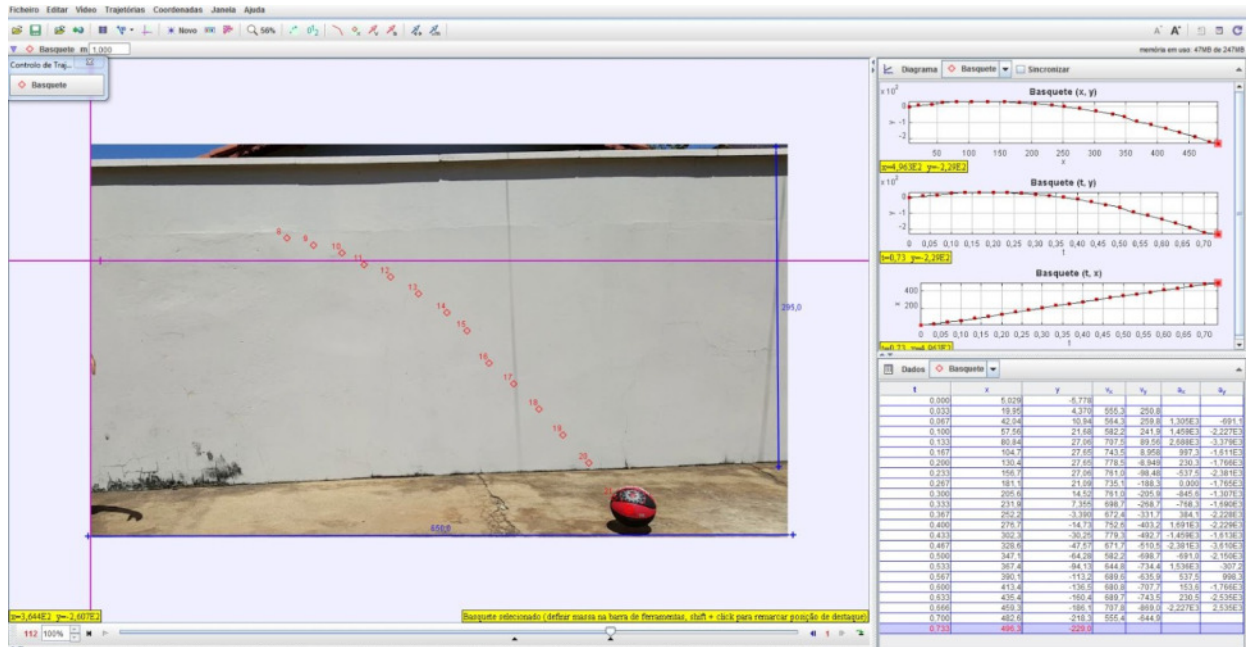 Ficheiro Editar Vídeo Trajetórias Coordenadas Janela Ajuda
Novo 56%
Basquete m 1,000
memória em uso: 47MB de 247MB
Controlo de Traj...
Basquete
Diagrama Basquete Sincronizar
Basquete (x, y)
x 10²
0
y -1
-2
50 100 150 200 250 300 350 400 450
x
x=4,963E2 y=-2,29E2
Basquete (t, y)
x 10²
0
y -1
-2
0 0,05 0,10 0,15 0,20 0,25 0,30 0,35 0,40 0,45 0,50 0,55 0,60 0,65 0,70
t
t=0,73 y=-2,29E2
Basquete (t, x)
400
x 200
0 0,05 0,10 0,15 0,20 0,25 0,30 0,35 0,40 0,45 0,50 0,55 0,60 0,65 0,70
t
t=0,73 x=4,963E2
8
9
10
11
12
13
14
15
16
17
18
19
20
295,0
650,0
Dados Basquete
t x y vₓ vᵧ aₓ aᵧ
0,000 5,029 -5,778
0,033 19,95 4,370 555,3 250,8
0,067 42,04 10,94 564,3 259,8 1,305E3 -691,1
0,100 57,56 21,68 582,2 241,9 1,459E3 -2,227E3
0,133 80,84 27,06 707,5 89,56 2,688E3 -3,379E3
0,167 104,7 27,65 743,5 8,958 997,3 -1,611E3
0,200 130,4 27,65 778,5 -8,949 230,3 -1,766E3
0,233 156,7 27,06 761,0 -98,48 -537,5 -2,381E3
0,267 181,1 21,09 735,1 -188,3 0,000 -1,765E3
0,300 205,6 14,52 761,0 -205,9 -845,6 -1,307E3
0,333 231,9 7,355 698,7 -268,7 -768,3 -1,690E3
0,367 252,2 -3,390 672,4 -331,7 384,1 -2,228E3
0,400 276,7 -14,73 752,6 -403,2 1,691E3 -2,229E3
0,433 302,3 -30,25 779,3 -492,7 -1,459E3 -1,613E3
0,467 328,6 -47,57 671,7 -510,5 -2,381E3 -3,610E3
0,500 347,1 -64,28 582,2 -698,7 -691,0 -2,150E3
0,533 367,4 -94,13 644,8 -734,4 1,536E3 -307,2
0,567 390,1 -113,2 689,6 -635,9 537,5 998,3
0,600 413,4 -136,5 680,8 -707,7 153,6 -1,766E3
0,633 435,4 -160,4 689,7 -743,5 230,5 -2,535E3
0,666 459,3 -186,1 707,8 -869,0 -2,227E3 2,535E3
0,700 482,6 -218,3 555,4 -644,9
0,733 496,3 -229,0
x=3,644E2 y=-2,607E2
Basquete selecionado (definir massa na barra de ferramentas, shift + click para remarcar posição de destaque)
112 100% 1